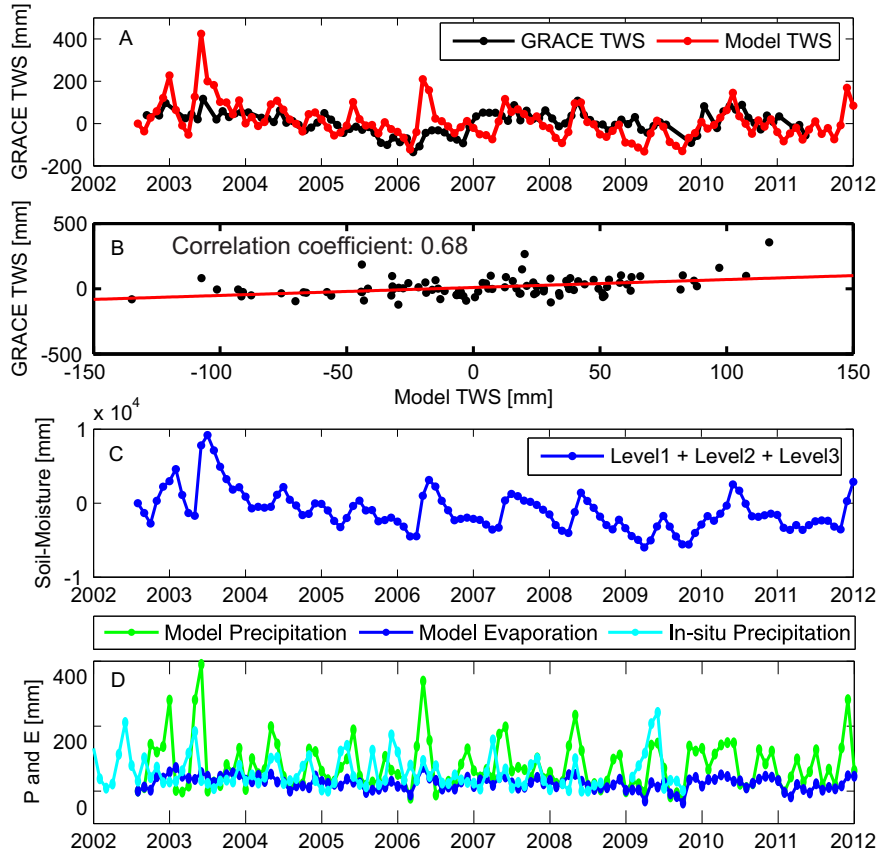 GRACE TWS [mm]
400
200
0
-200
A
GRACE TWS
Model TWS
2002 2003 2004 2005 2006 2007 2008 2009 2010 2011 2012
GRACE TWS [mm]
500
0
-500
B
Correlation coefficient: 0.68
-150 -100 -50 0 50 100 150
Model TWS [mm]
x 10^4
Soil-Moisture [mm]
1
0
-1
C
Level1 + Level2 + Level3
2002 2003 2004 2005 2006 2007 2008 2009 2010 2011 2012
Model Precipitation Model Evaporation In-situ Precipitation
P and E [mm]
400
200
0
D
2002 2003 2004 2005 2006 2007 2008 2009 2010 2011 2012